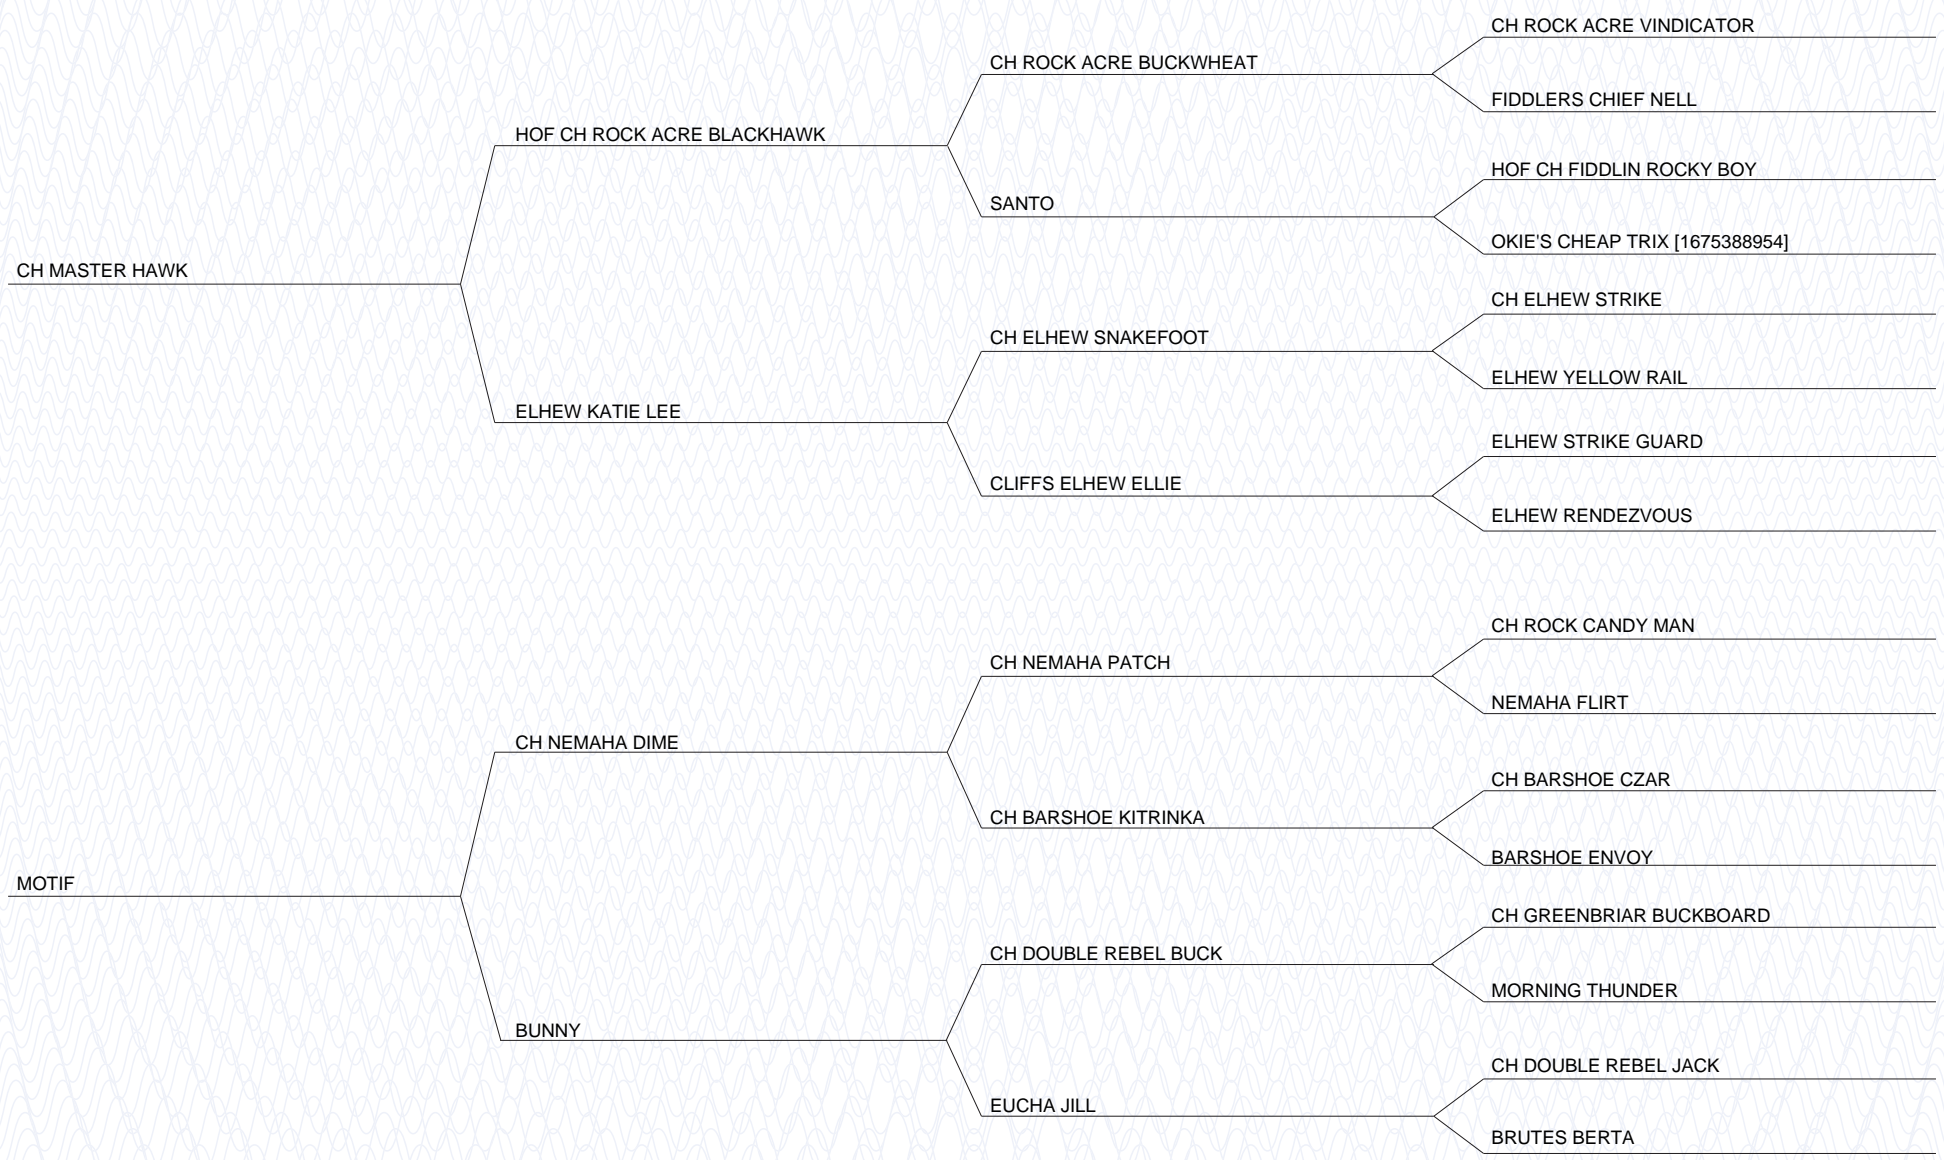 CH ROCK ACRE VINDICATOR
CH ROCK ACRE BUCKWHEAT
FIDDLERS CHIEF NELL
HOF CH ROCK ACRE BLACKHAWK
HOF CH FIDDLIN ROCKY BOY
SANTO
OKIE'S CHEAP TRIX [1675388954]
CH MASTER HAWK
CH ELHEW STRIKE
CH ELHEW SNAKEFOOT
ELHEW YELLOW RAIL
ELHEW KATIE LEE
ELHEW STRIKE GUARD
CLIFFS ELHEW ELLIE
ELHEW RENDEZVOUS
CH ROCK CANDY MAN
CH NEMAHA PATCH
NEMAHA FLIRT
CH NEMAHA DIME
CH BARSHOE CZAR
CH BARSHOE KITRINKA
BARSHOE ENVOY
MOTIF
CH GREENBRIAR BUCKBOARD
CH DOUBLE REBEL BUCK
MORNING THUNDER
BUNNY
CH DOUBLE REBEL JACK
EUCHA JILL
BRUTES BERTA